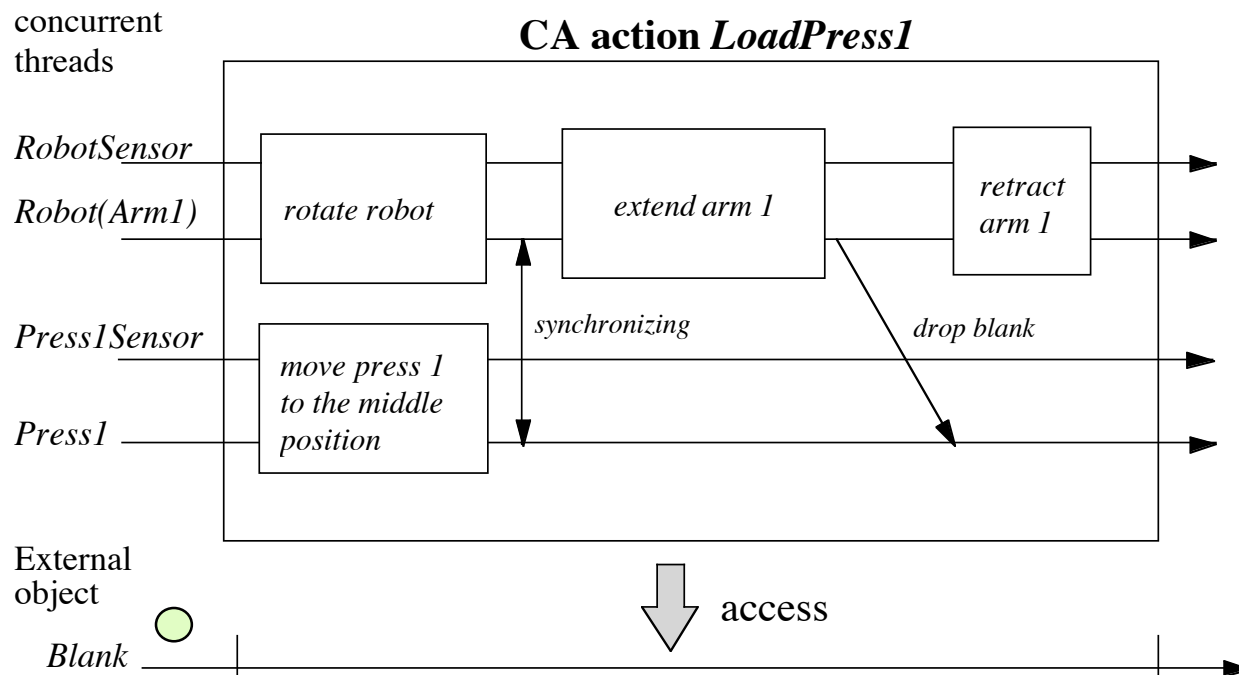 concurrent
threads
CA action LoadPress1
RobotSensor
Robot(Arm1)
rotate robot
extend arm 1
retract
arm 1
synchronizing
drop blank
Press1Sensor
move press 1
to the middle
position
Press1
External
object
access
Blank